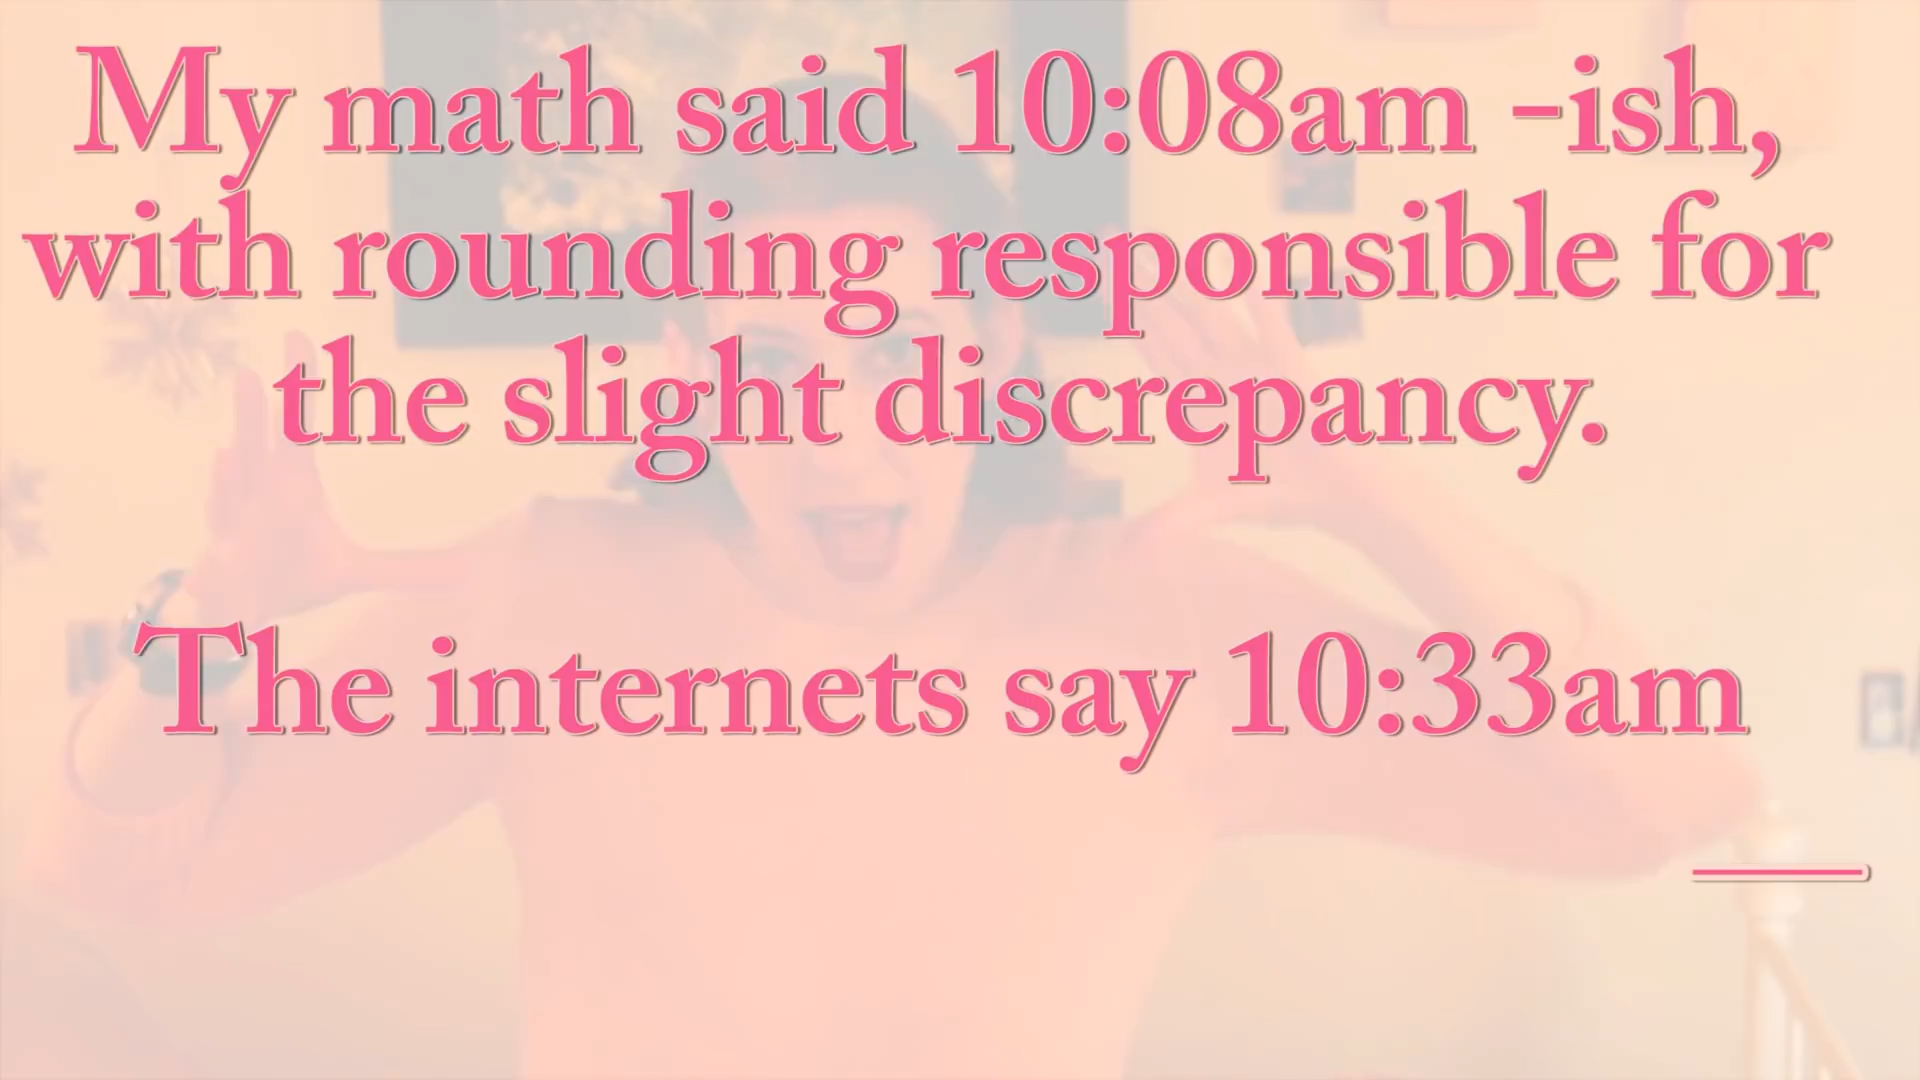 My math said 10:08am -ish,
with rounding responsible for
the slight discrepancy.
The internets say 10:33am